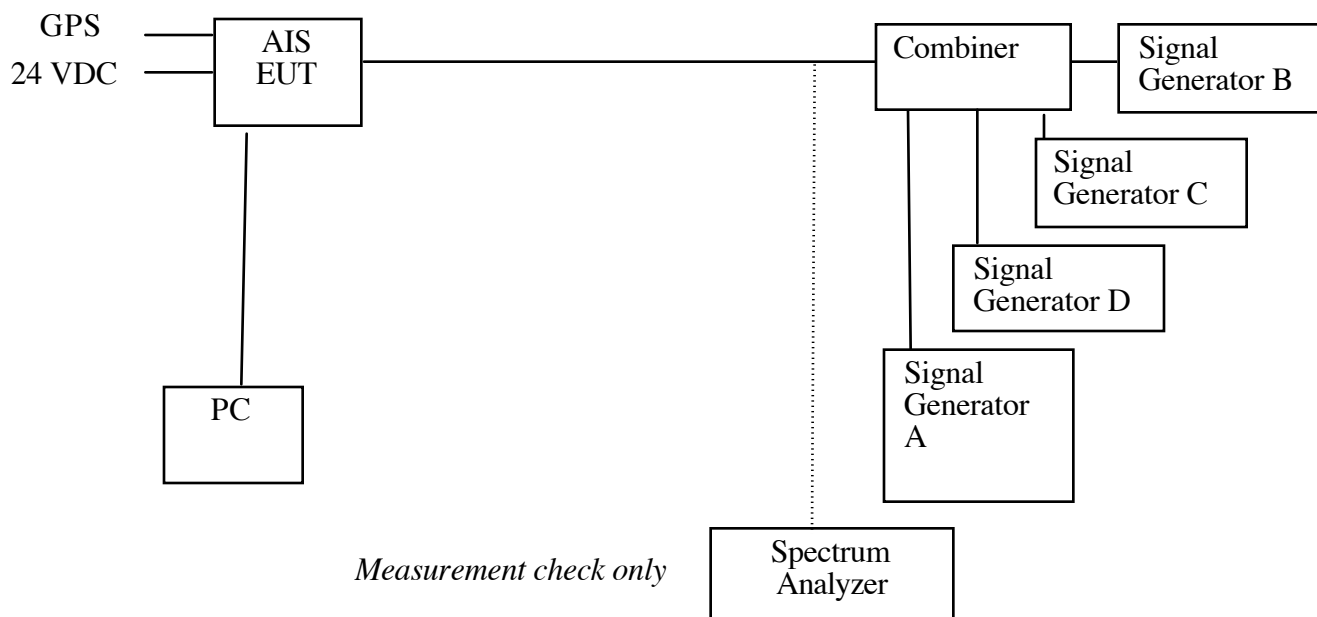 GPS
24 VDC
AIS
EUT
Combiner
Signal
Generator B
Signal
Generator C
Signal
Generator D
Signal
Generator
A
PC
Measurement check only
Spectrum
Analyzer